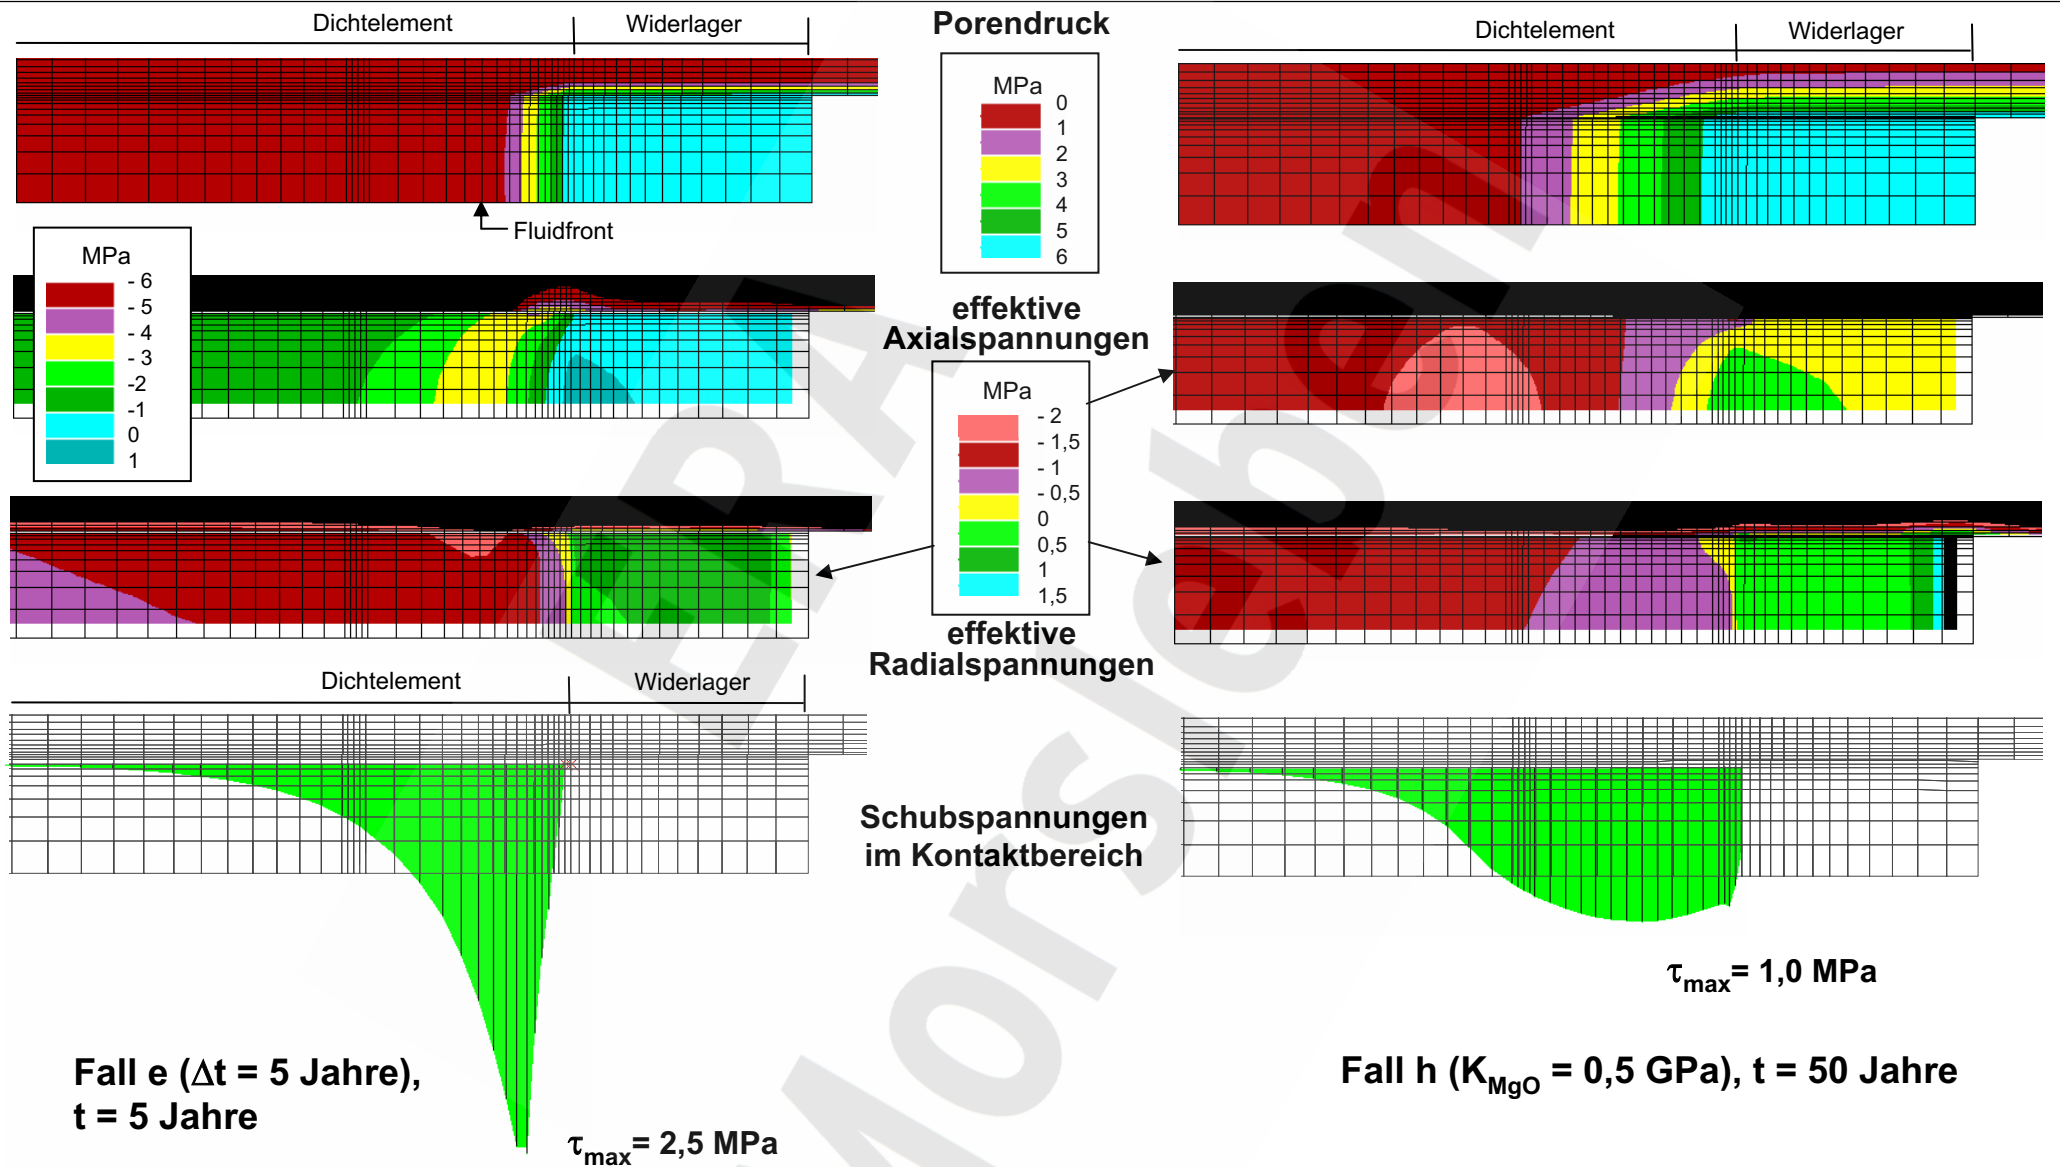 Dichtelement
Widerlager
Porendruck
Dichtelement
Widerlager
MPa
0
1
2
3
4
5
6
Fluidfront
MPa
- 6
- 5
- 4
- 3
-2
-1
0
1
effektive
Axialspannungen
MPa
- 2
- 1,5
- 1
- 0,5
0
0,5
1
1,5
effektive
Radialspannungen
Dichtelement
Widerlager
Schubspannungen
im Kontaktbereich
τmax= 1,0 MPa
Fall e (Δt = 5 Jahre),
t = 5 Jahre
τmax= 2,5 MPa
Fall h (KMgO = 0,5 GPa), t = 50 Jahre
ERA
Morsleben